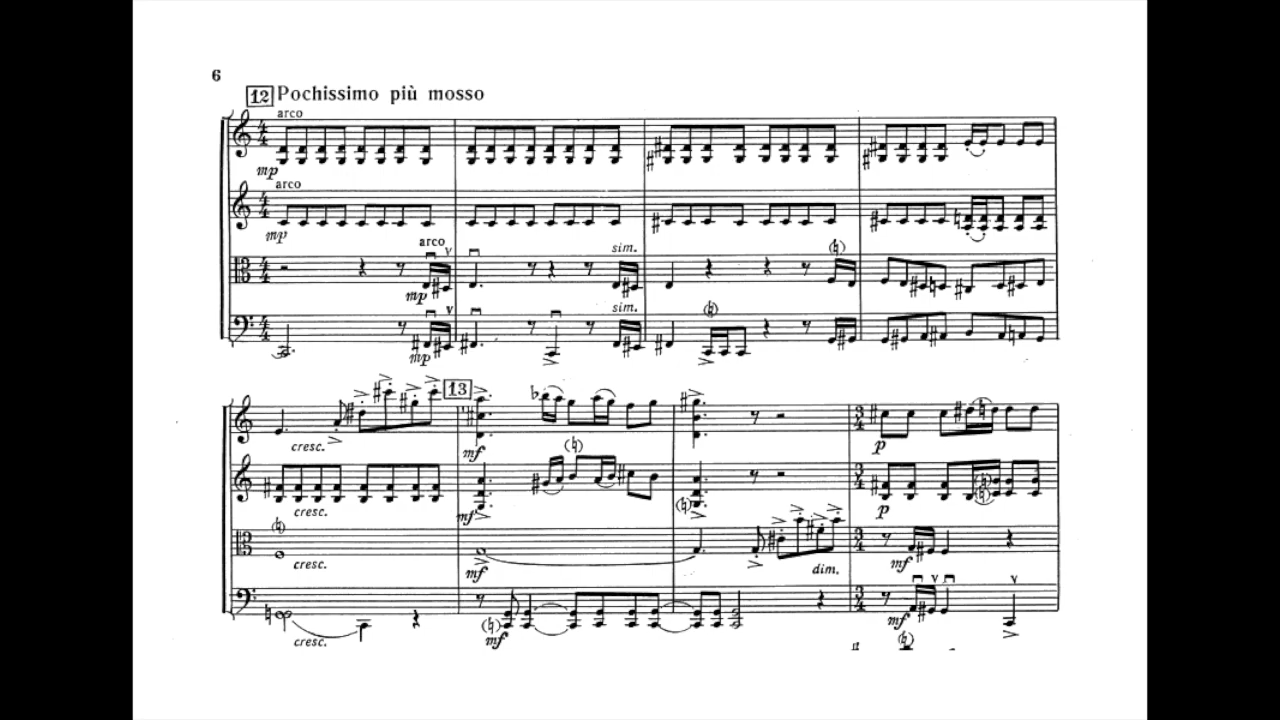 6
12 Pochissimo più mosso
arco
mp
arco
mp
arco
sim.
mp
sim.
mp
13
cresc.
mf
p
cresc.
mf
p
cresc.
mf
dim.
mf
cresc.
mf
mf